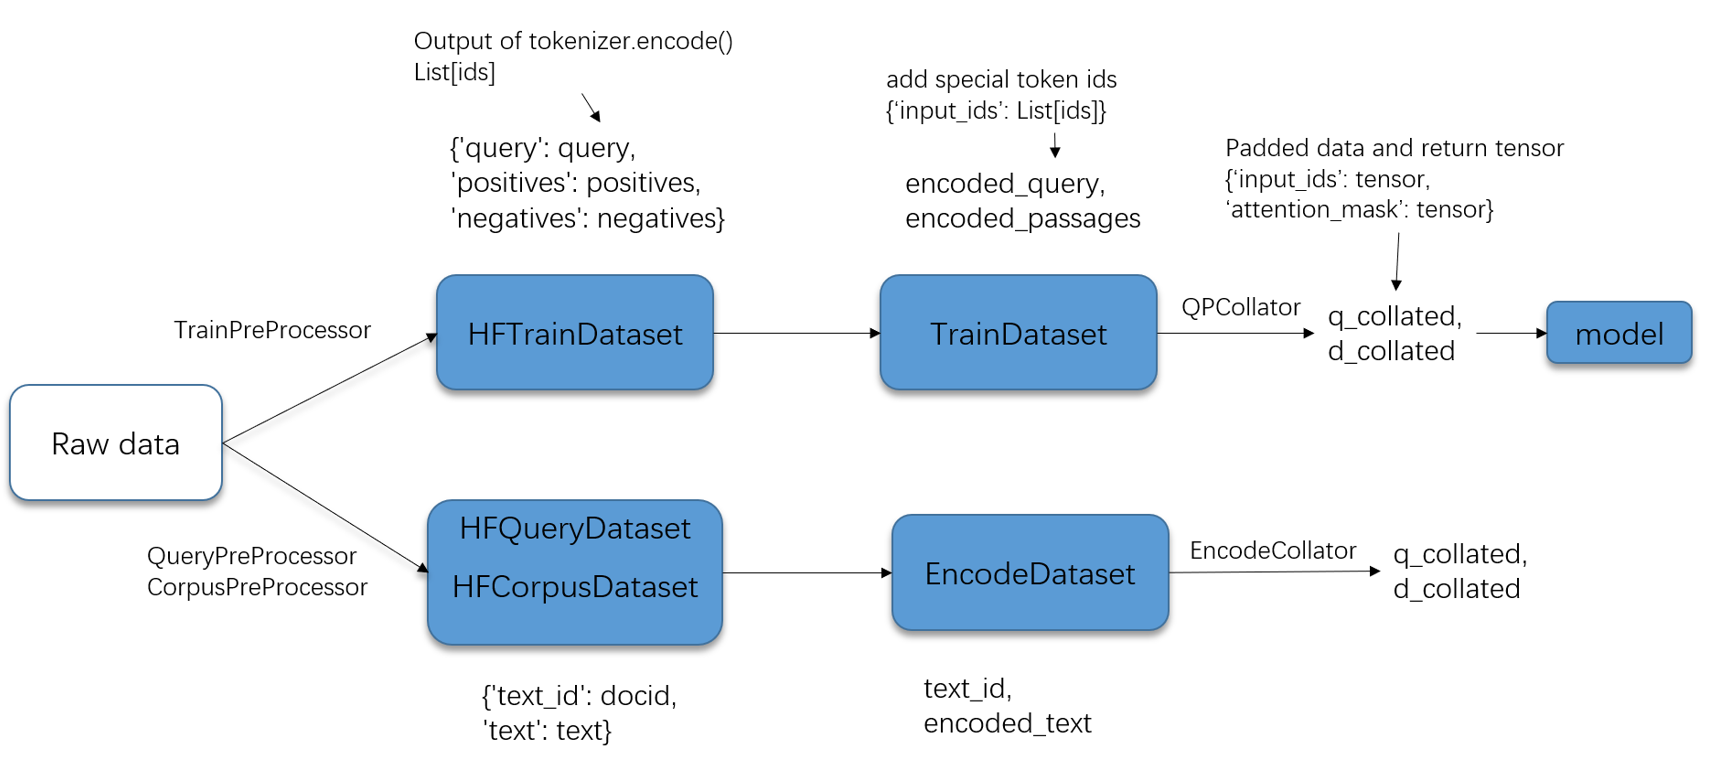 Output of tokenizer.encode()
List[ids]
{'query': query,
'positives': positives,
'negatives': negatives}
add special token ids
{‘input_ids’: List[ids]}
encoded_query,
encoded_passages
Padded data and return tensor
{‘input_ids’: tensor,
‘attention_mask’: tensor}
TrainPreProcessor
HFTrainDataset
TrainDataset
QPCollator
q_collated,
d_collated
model
Raw data
QueryPreProcessor
CorpusPreProcessor
HFQueryDataset
HFCorpusDataset
EncodeDataset
EncodeCollator
q_collated,
d_collated
{'text_id': docid,
'text': text}
text_id,
encoded_text